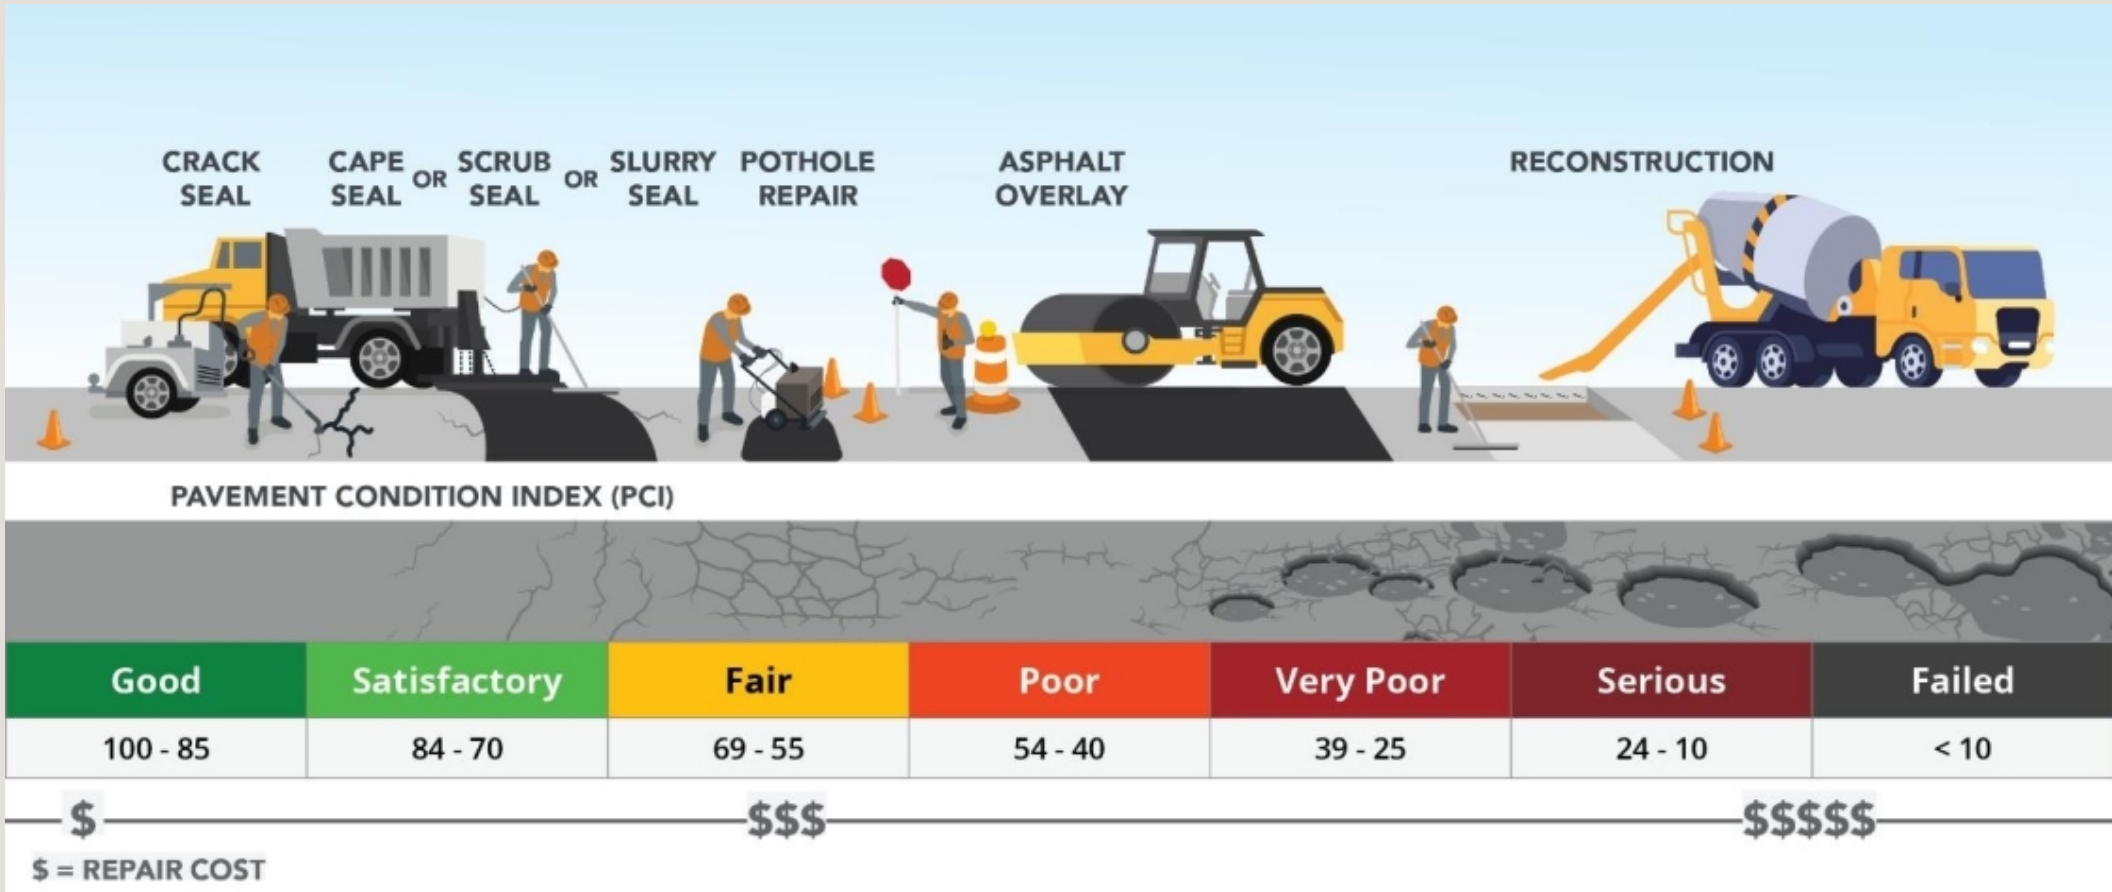 CRACK SEAL
CAPE SEAL OR SCRUB SEAL OR SLURRY SEAL
POTHOLE REPAIR
ASPHALT OVERLAY
RECONSTRUCTION
PAVEMENT CONDITION INDEX (PCI)
Good Satisfactory Fair Poor Very Poor Serious Failed
100 - 85 84 - 70 69 - 55 54 - 40 39 - 25 24 - 10 < 10
$ $$$ $$$$$
$ = REPAIR COST